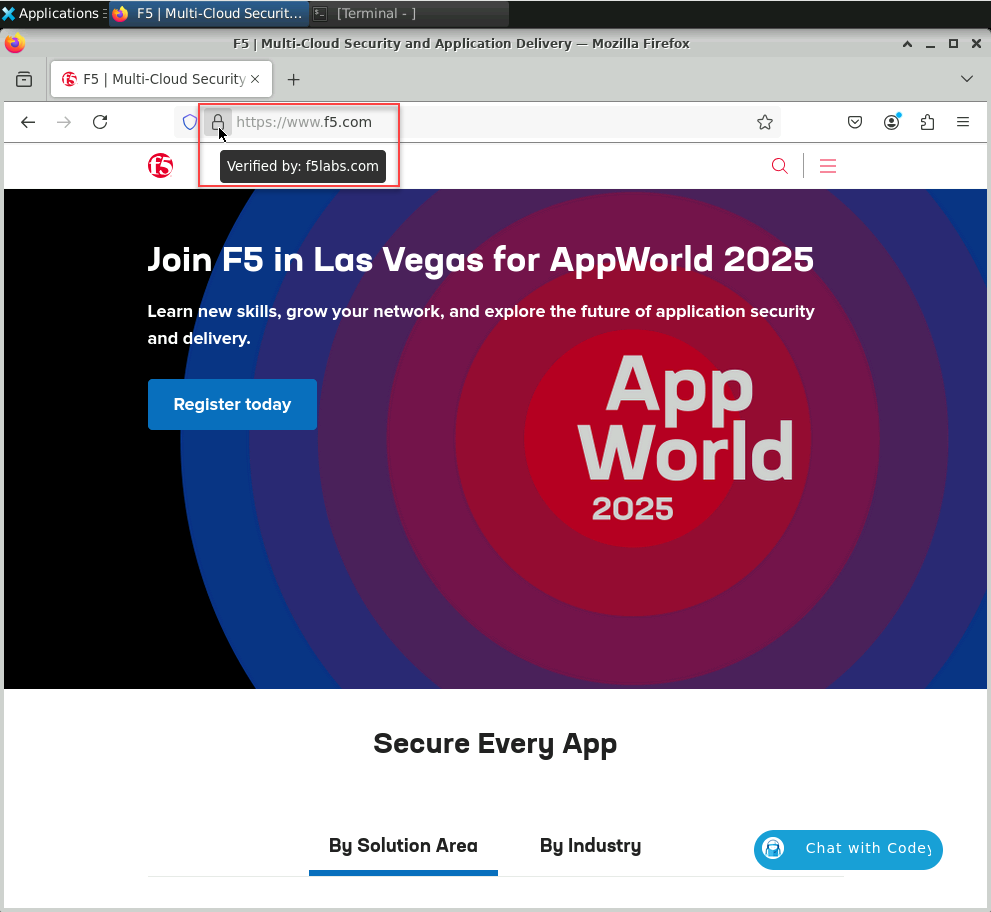 Applications
F5 | Multi-Cloud Securit...
[Terminal - ]
F5 | Multi-Cloud Security and Application Delivery — Mozilla Firefox
F5 | Multi-Cloud Security
https://www.f5.com
Verified by: f5labs.com
f5
Join F5 in Las Vegas for AppWorld 2025
Learn new skills, grow your network, and explore the future of application security
and delivery.
Register today
App
World
2025
Secure Every App
By Solution Area
By Industry
Chat with Codey